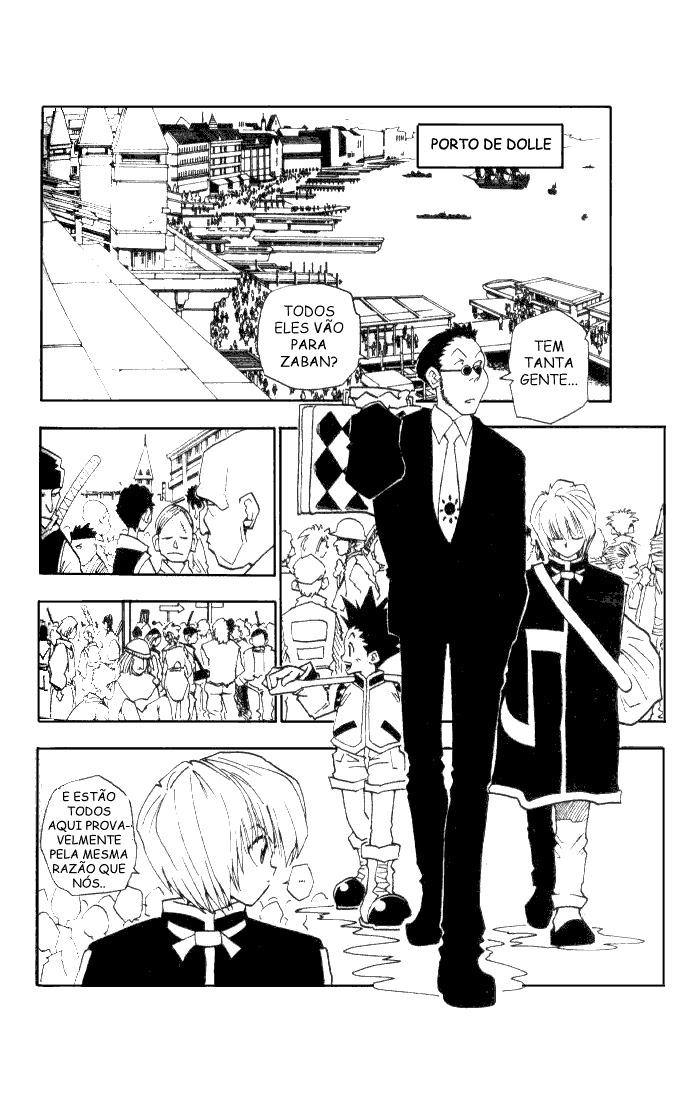 PORTO DE DOLLE
TODOS
ELES VÃO
PARA
ZABAN?
TEM
TANTA
GENTE...
E ESTÃO
TODOS
AQUI PROVA-
VELMENTE
PELA MESMA
RAZÃO QUE
NÓS..
...